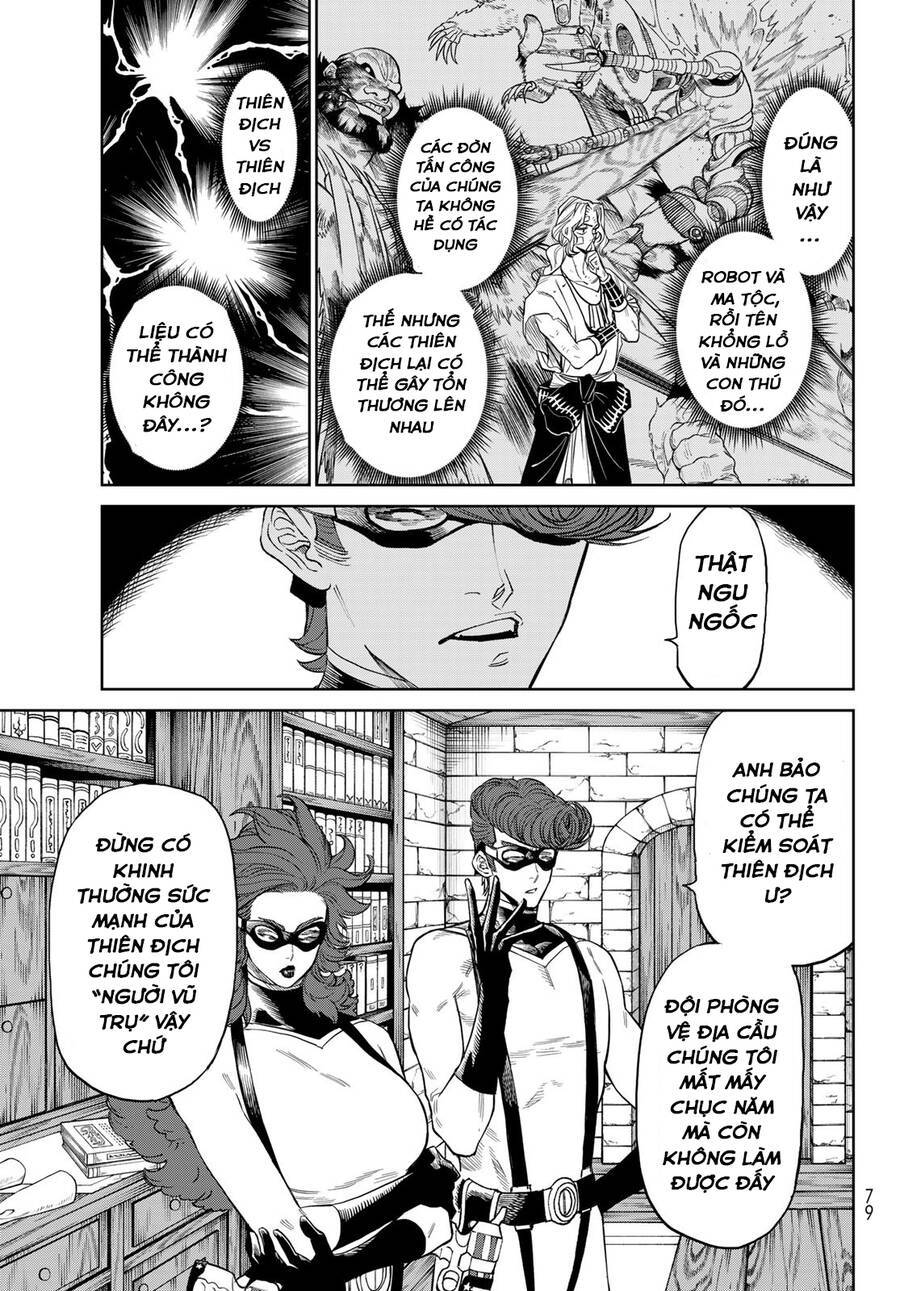 ĐÚNG
LÀ
NHƯ
VẬY
...
ROBOT VÀ
MA TỘC,
RỒI TÊN
KHỔNG LỒ
VÀ NHỮNG
CON THÚ
ĐÓ...
CÁC ĐÒN
TẤN CÔNG
CỦA CHÚNG
TA KHÔNG
HỀ CÓ TÁC
DỤNG
THẾ NHƯNG
CÁC THIÊN
ĐỊCH LẠI CÓ
THỂ GÂY TỔN
THƯƠNG LÊN
NHAU
THIÊN
ĐỊCH
VS
THIÊN
ĐỊCH
LIỆU CÓ
THỂ THÀNH
CÔNG
KHÔNG
ĐÂY...?
THẬT
NGU
NGỐC
ANH BẢO
CHÚNG TA
CÓ THỂ
KIỂM SOÁT
THIÊN ĐỊCH
Ư?
ĐỘI PHÒNG
VỆ ĐỊA CẦU
CHÚNG TÔI
MẤT MẤY
CHỤC NĂM
MÀ CÒN
KHÔNG LÀM
ĐƯỢC ĐẤY
ĐỪNG CÓ
KHINH
THƯỜNG SỨC
MẠNH CỦA
THIÊN ĐỊCH
CHÚNG TÔI
"NGƯỜI VŨ
TRỤ" VẬY
CHỨ
79